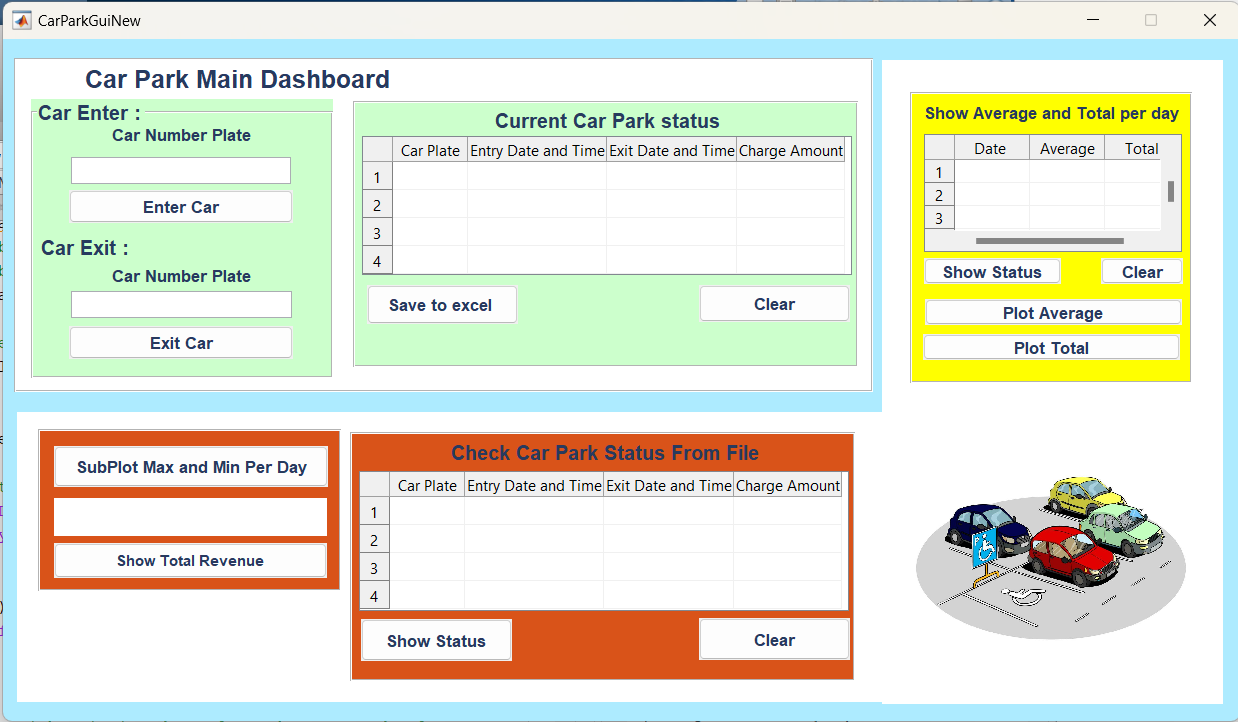 CarParkGuiNew
Car Park Main Dashboard
Car Enter :
Car Number Plate
Enter Car
Car Exit :
Car Number Plate
Exit Car
Current Car Park status
Car Plate Entry Date and Time Exit Date and Time Charge Amount
1
2
3
4
Save to excel Clear
Show Average and Total per day
Date Average Total
1
2
3
Show Status Clear
Plot Average
Plot Total
SubPlot Max and Min Per Day
Show Total Revenue
Check Car Park Status From File
Car Plate Entry Date and Time Exit Date and Time Charge Amount
1
2
3
4
Show Status Clear